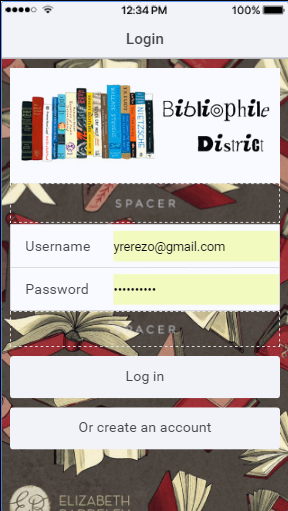 12:34 PM 100%
Login
Bibliophile
District
NIETZSCHE
SPACER
Username yrerezo@gmail.com
Password ••••••••••
SPACER
Log in
Or create an account
ELIZABETH